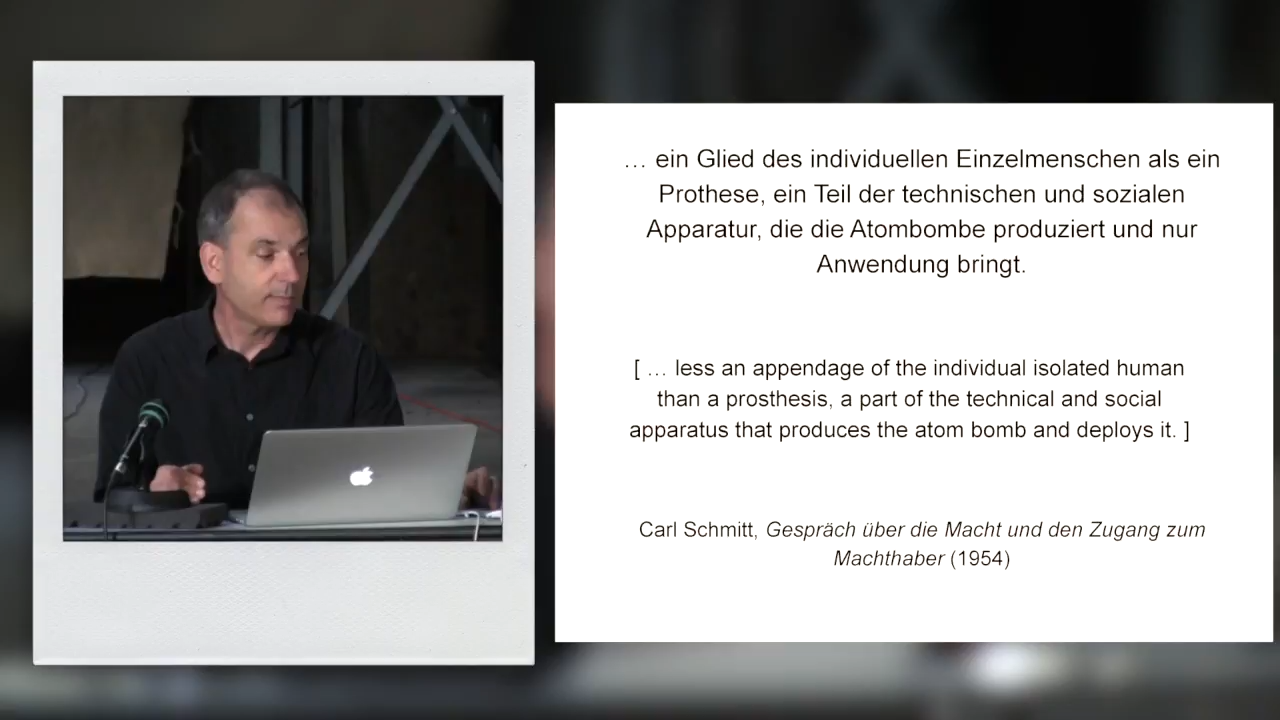 … ein Glied des individuellen Einzelmenschen als ein
Prothese, ein Teil der technischen und sozialen
Apparatur, die die Atombombe produziert und nur
Anwendung bringt.
[ … less an appendage of the individual isolated human
than a prosthesis, a part of the technical and social
apparatus that produces the atom bomb and deploys it. ]
Carl Schmitt, Gespräch über die Macht und den Zugang zum
Machthaber (1954)